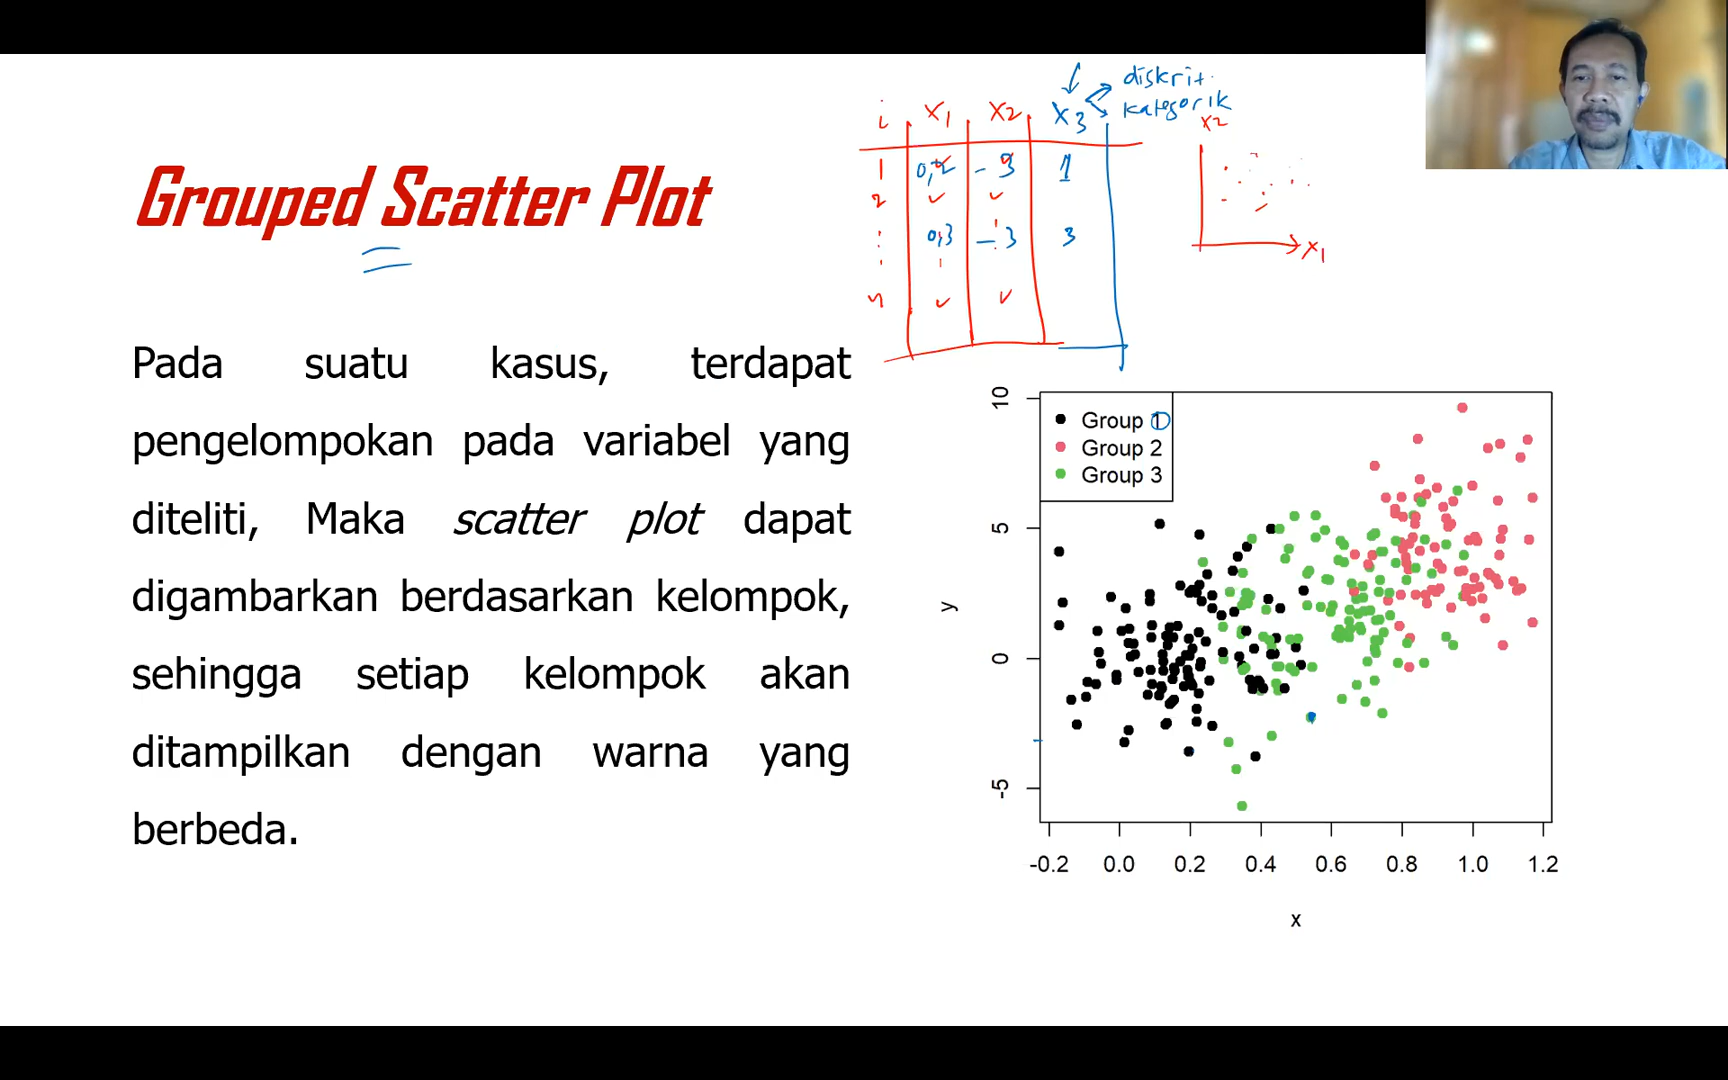 Grouped Scatter Plot
Pada suatu kasus, terdapat
pengelompokan pada variabel yang
diteliti, Maka scatter plot dapat
digambarkan berdasarkan kelompok,
sehingga setiap kelompok akan
ditampilkan dengan warna yang
berbeda.
diskrit
kategorik
i x1 x2 x3
1 0,2 -3 1
2
0,3 -3 3
n
x2
x1
10
5
0
-5
y
Group 1
Group 2
Group 3
-0.2 0.0 0.2 0.4 0.6 0.8 1.0 1.2
x